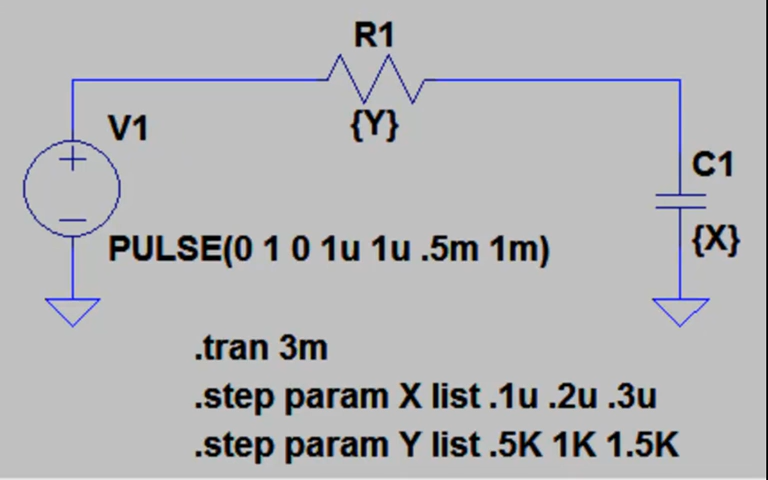 R1
{Y}
V1
C1
{X}
PULSE(0 1 0 1u 1u .5m 1m)
.tran 3m
.step param X list .1u .2u .3u
.step param Y list .5K 1K 1.5K